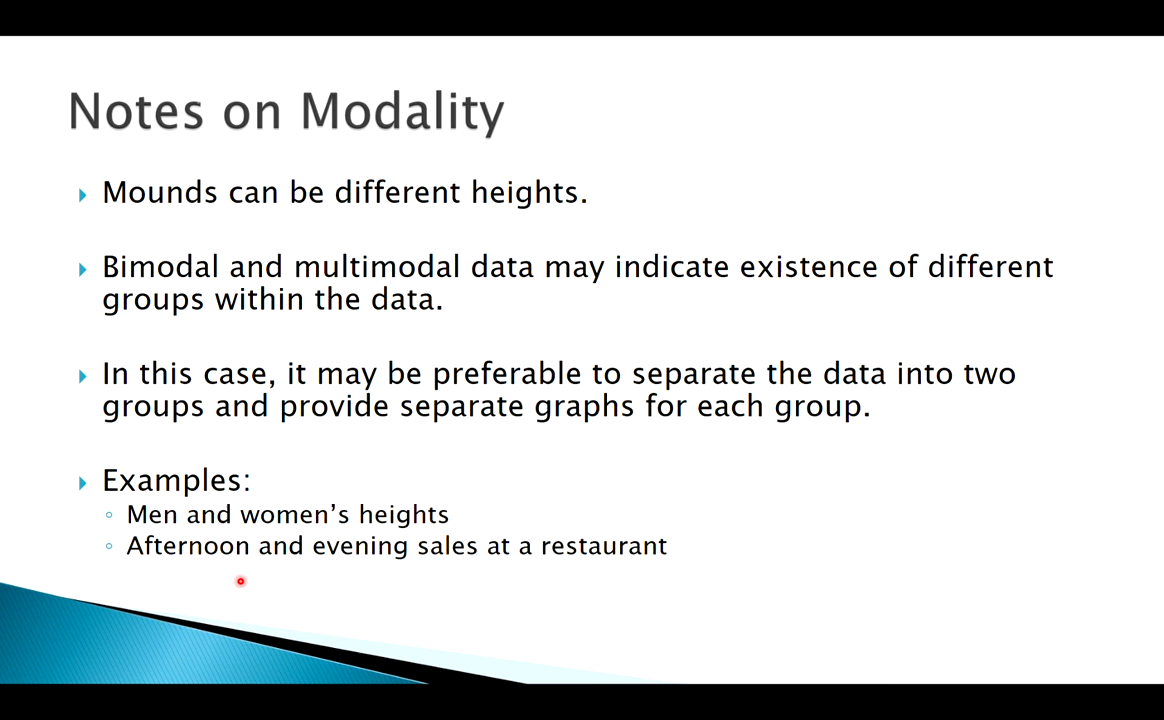 Notes on Modality
Mounds can be different heights.
Bimodal and multimodal data may indicate existence of different
groups within the data.
In this case, it may be preferable to separate the data into two
groups and provide separate graphs for each group.
Examples:
Men and women’s heights
Afternoon and evening sales at a restaurant